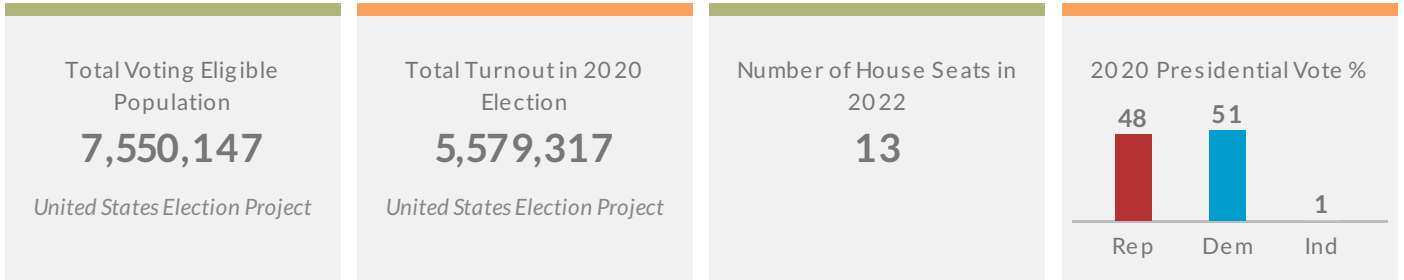 Total Voting Eligible
Population
7,550,147
United States Election Project
Total Turnout in 2020
Election
5,579,317
United States Election Project
Number of House Seats in
2022
13
2020 Presidential Vote %
48
51
1
Rep
Dem
Ind